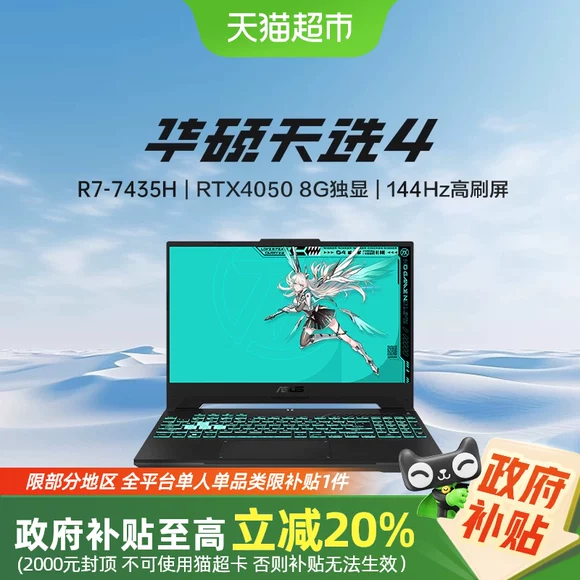 天猫超市
华硕天选4
R7-7435H | RTX4050 8G独显 | 144Hz高刷屏
ASUS
限部分地区 全平台单人单品类限补贴1件
政府补贴至高 立减20%
(2000元封顶 不可使用猫超卡 否则补贴无法生效)
政府
补贴